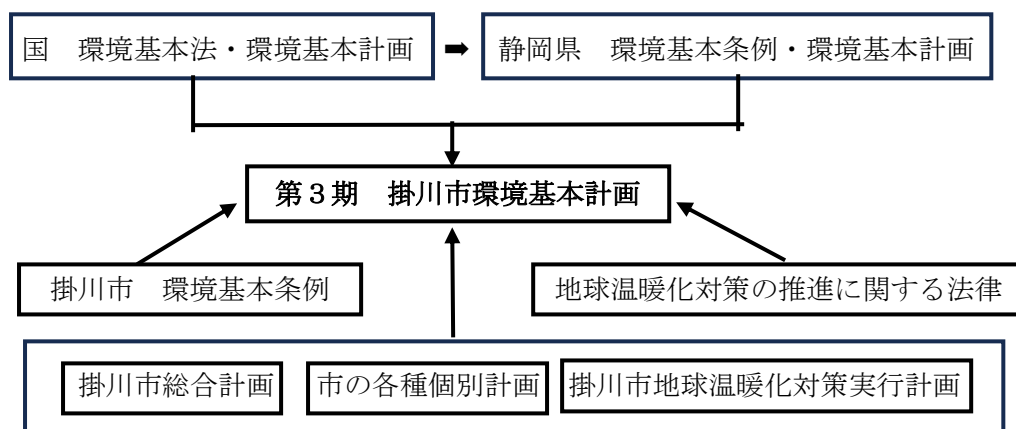 国　環境基本法・環境基本計画
静岡県　環境基本条例・環境基本計画
第３期　掛川市環境基本計画
掛川市　環境基本条例
地球温暖化対策の推進に関する法律
掛川市総合計画
市の各種個別計画
掛川市地球温暖化対策実行計画